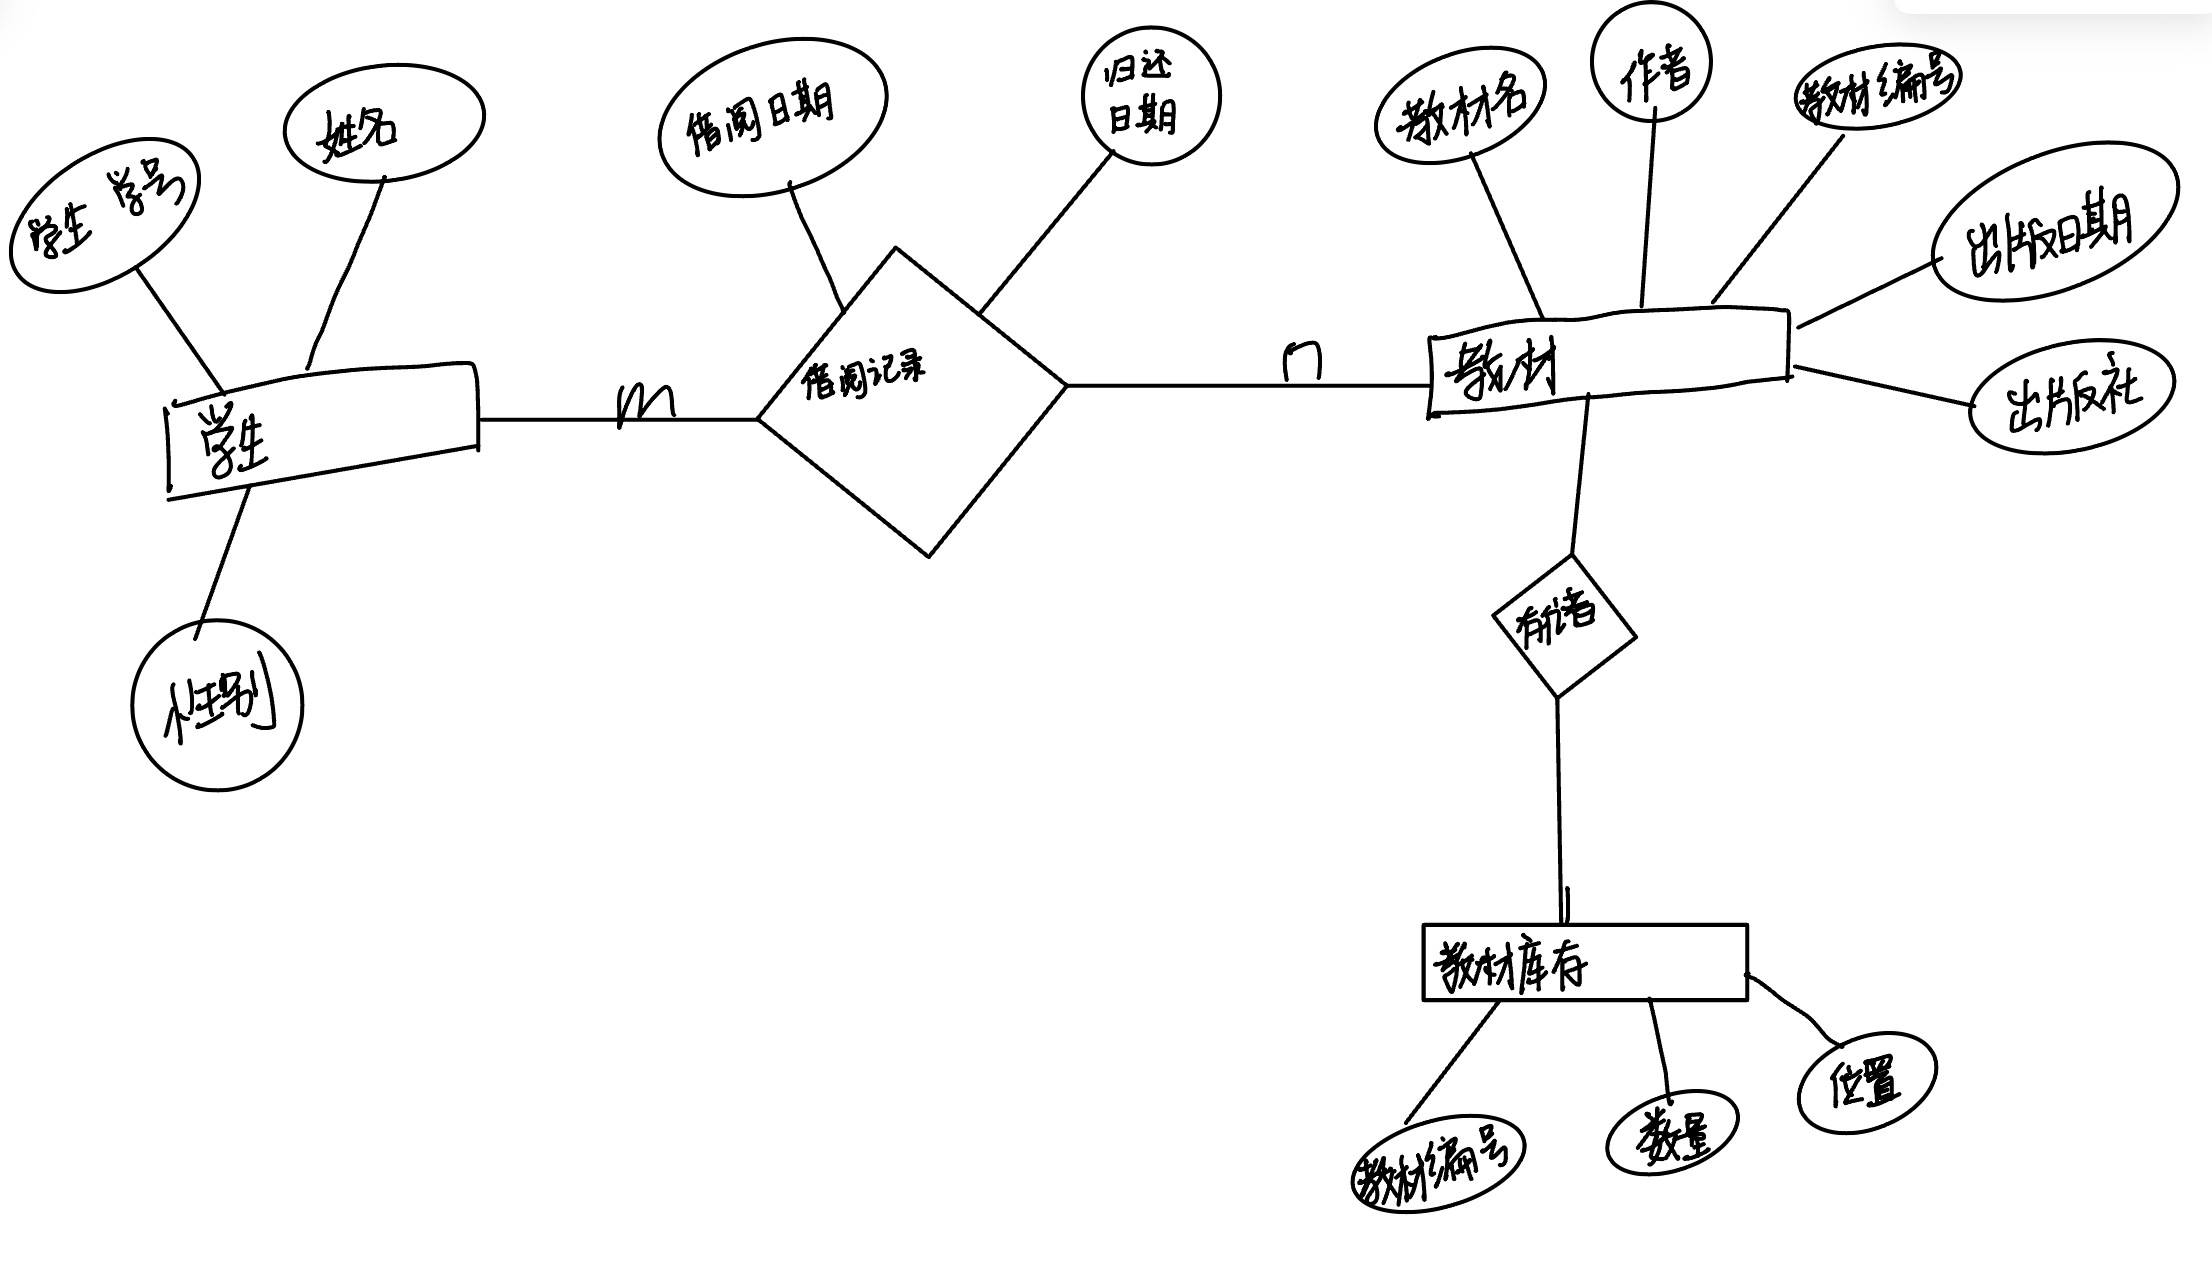 学生 学号
姓名
借阅日期
归还
日期
教材名
作者
教材编号
出版日期
出版社
学生
m
借阅记录
n
教材
性别
1
教材库存
教材编号
数量
位置